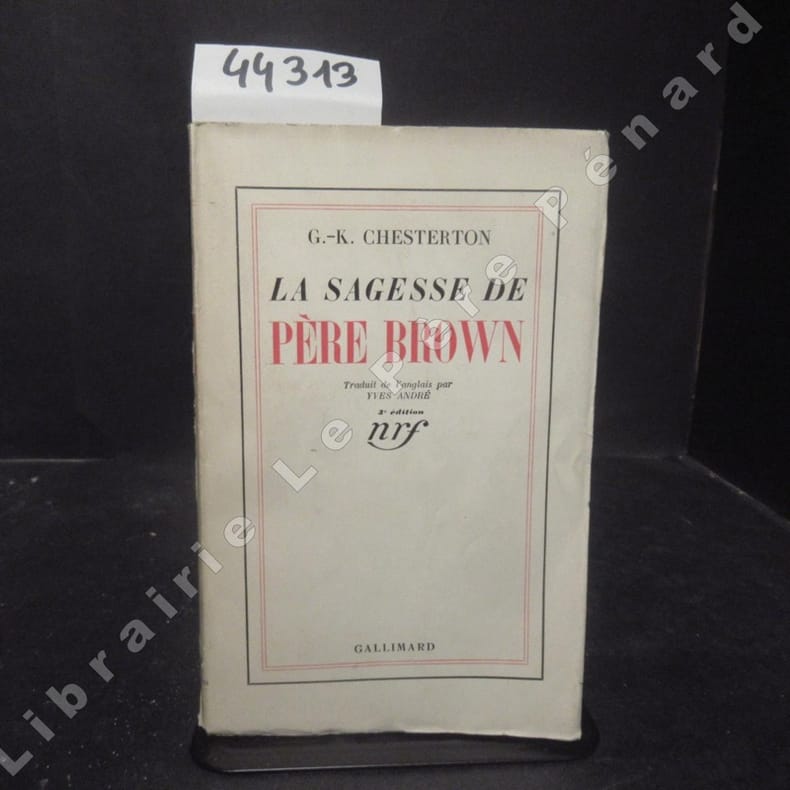 44313
G.-K. CHESTERTON
LA SAGESSE DE
PÈRE BROWN
Traduit de l'anglais par
YVES ANDRÉ
2e édition
nrf
GALLIMARD
Librairie Le Père Pénard